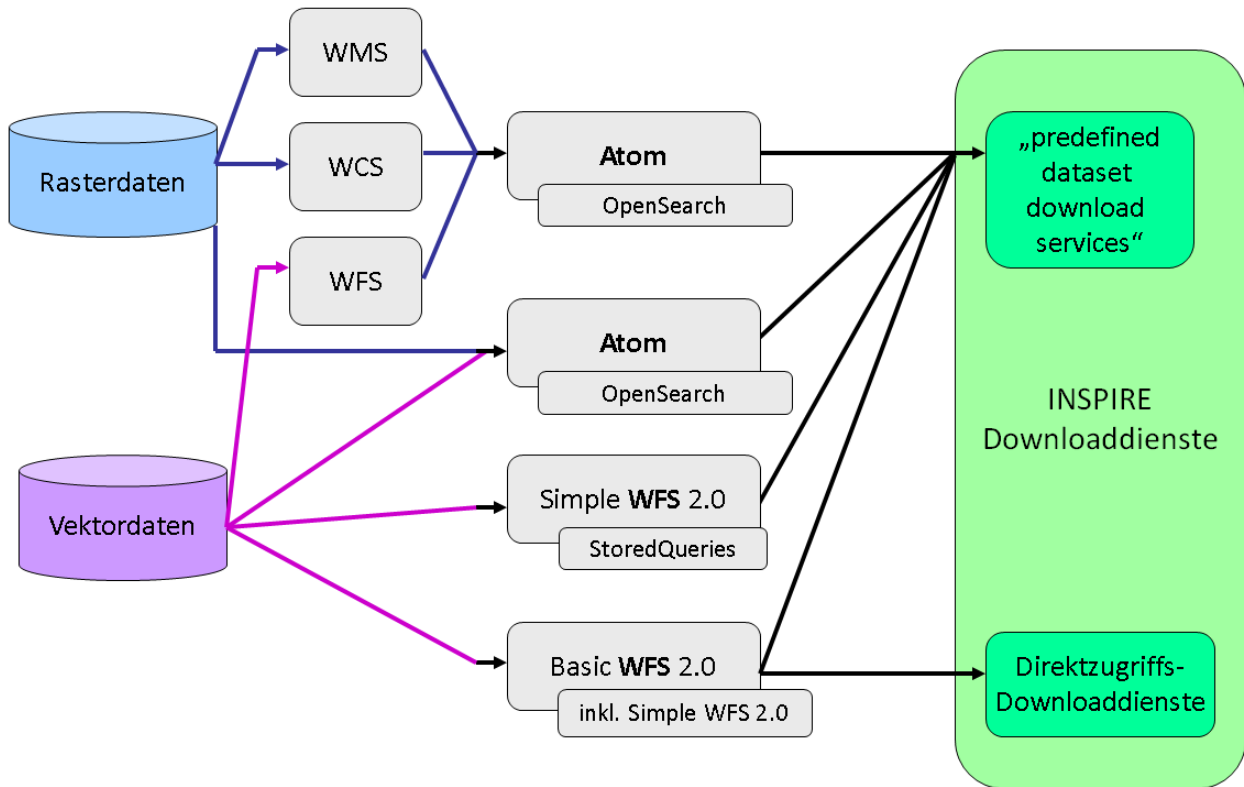 WMS
Rasterdaten
WCS
WFS
Atom
OpenSearch
Atom
OpenSearch
Vektordaten
Simple WFS 2.0
StoredQueries
Basic WFS 2.0
inkl. Simple WFS 2.0
„predefined
dataset
download
services“
INSPIRE
Downloaddienste
Direktzugriffs-
Downloaddienste